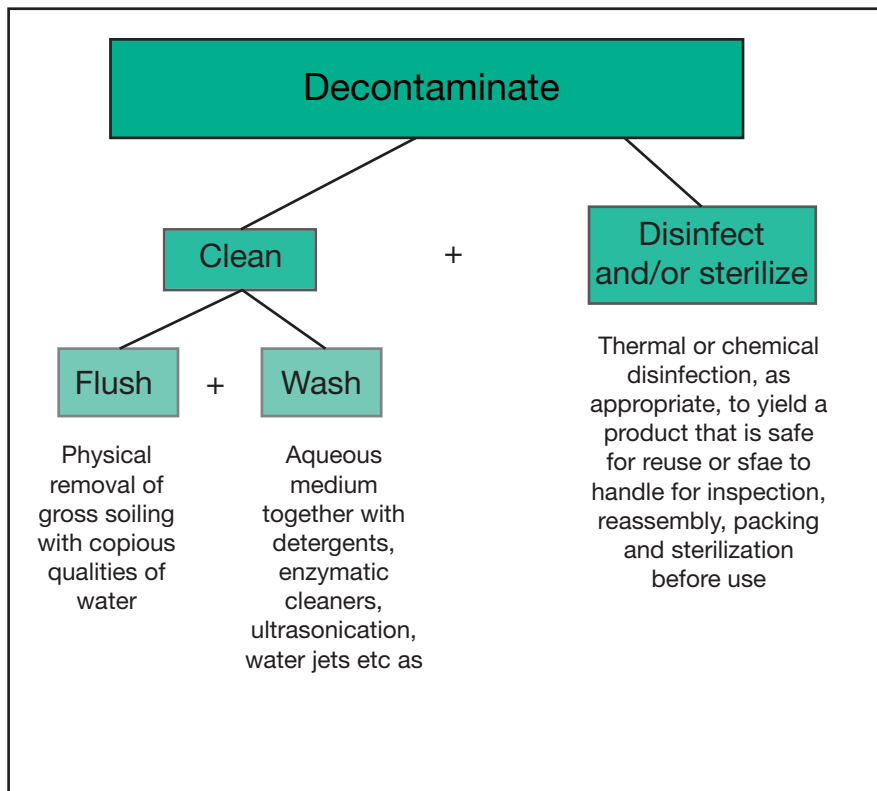 Decontaminate
Clean
+
Disinfect
and/or sterilize
Flush
+
Wash
Physical
removal of
gross soiling
with copious
qualities of
water
Aqueous
medium
together with
detergents,
enzymatic
cleaners,
ultrasonication,
water jets etc as
Thermal or chemical
disinfection, as
appropriate, to yield a
product that is safe
for reuse or sfae to
handle for inspection,
reassembly, packing
and sterilization
before use